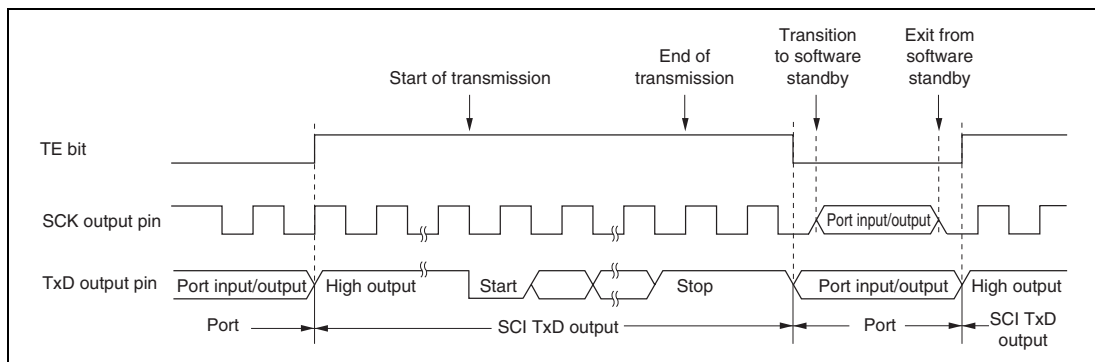 Transition
to software
standby
Exit from
software
standby
Start of transmission
End of
transmission
TE bit
SCK output pin
Port input/output
TxD output pin
Port input/output
High output
Start
Stop
Port input/output
High output
Port
SCI TxD output
Port
SCI TxD
output